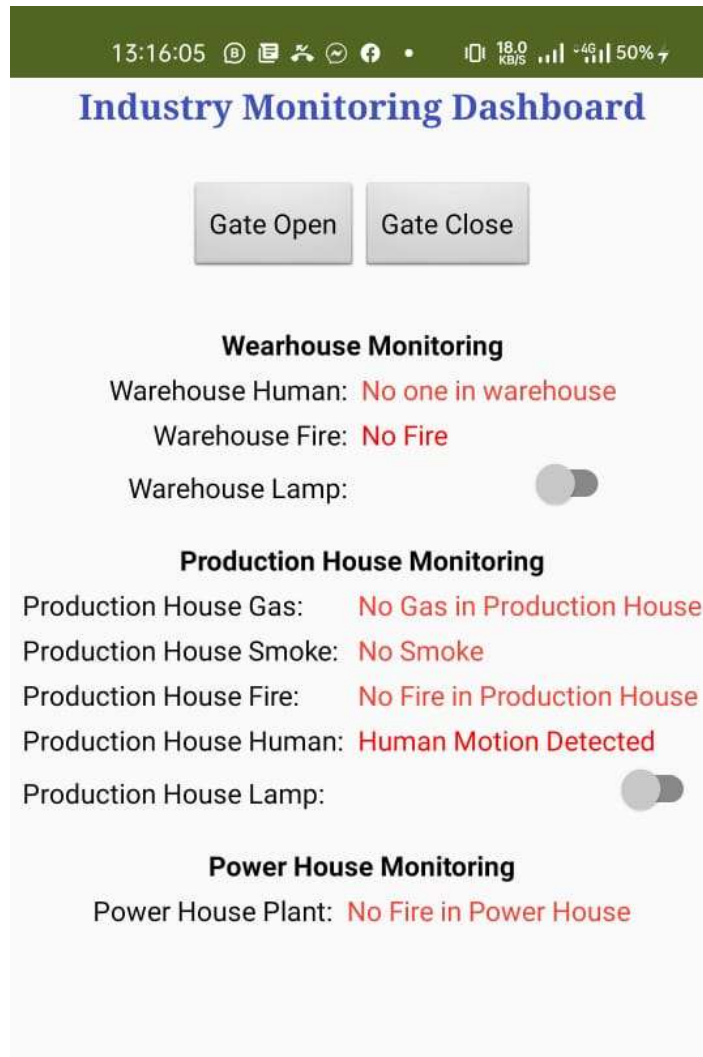 13:16:05 18.0 KB/S 4G 50%
Industry Monitoring Dashboard
Gate Open Gate Close
Wearhouse Monitoring
Warehouse Human: No one in warehouse
Warehouse Fire: No Fire
Warehouse Lamp:
Production House Monitoring
Production House Gas: No Gas in Production House
Production House Smoke: No Smoke
Production House Fire: No Fire in Production House
Production House Human: Human Motion Detected
Production House Lamp:
Power House Monitoring
Power House Plant: No Fire in Power House